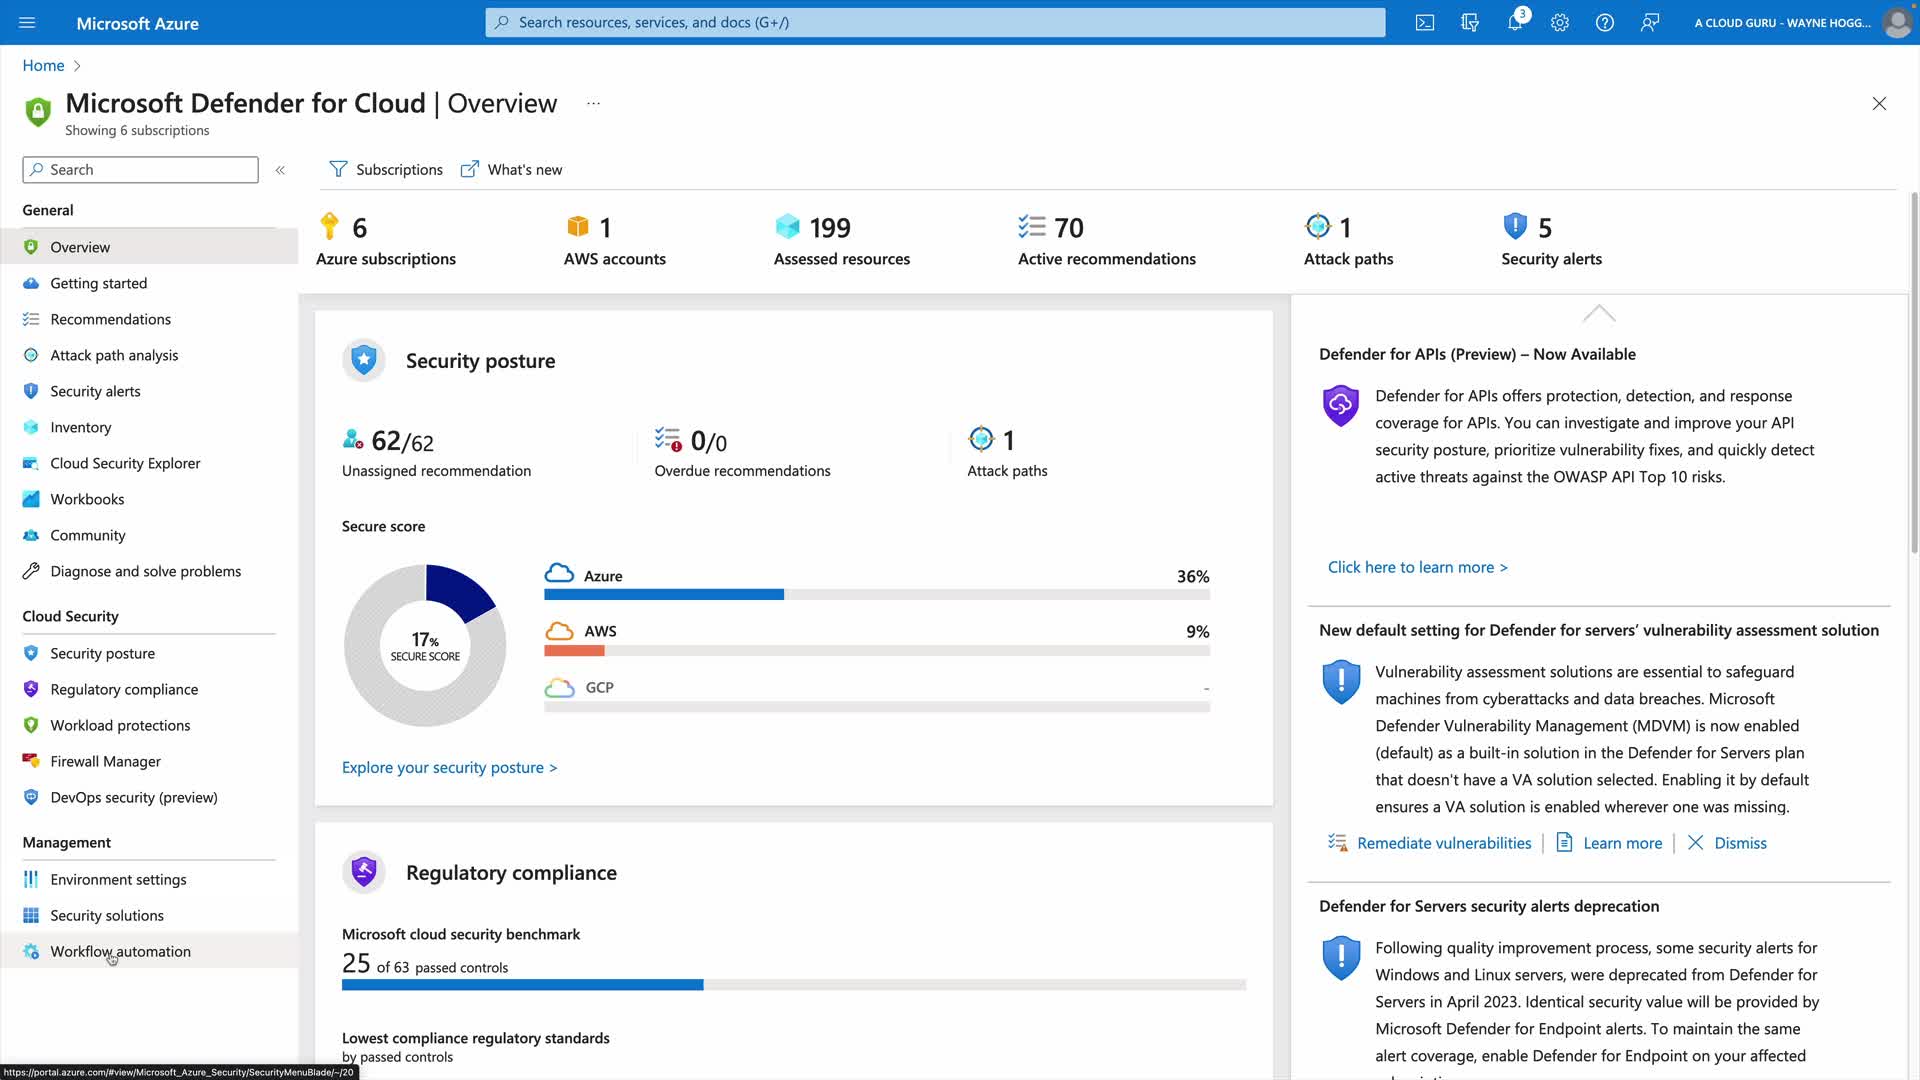 Microsoft Azure
Search resources, services, and docs (G+/)
3
A CLOUD GURU - WAYNE HOGG...
Home
Microsoft Defender for Cloud | Overview
...
Showing 6 subscriptions
Search
«
Subscriptions
What's new
General
Overview
Getting started
Recommendations
Attack path analysis
Security alerts
Inventory
Cloud Security Explorer
Workbooks
Community
Diagnose and solve problems
Cloud Security
Security posture
Regulatory compliance
Workload protections
Firewall Manager
DevOps security (preview)
Management
Environment settings
Security solutions
Workflow automation
6
Azure subscriptions
1
AWS accounts
199
Assessed resources
70
Active recommendations
1
Attack paths
5
Security alerts
Security posture
62/62
Unassigned recommendation
0/0
Overdue recommendations
1
Attack paths
Secure score
17%
SECURE SCORE
Azure 36%
AWS 9%
GCP -
Explore your security posture >
Regulatory compliance
Microsoft cloud security benchmark
25 of 63 passed controls
Lowest compliance regulatory standards
by passed controls
Defender for APIs (Preview) – Now Available
Defender for APIs offers protection, detection, and response
coverage for APIs. You can investigate and improve your API
security posture, prioritize vulnerability fixes, and quickly detect
active threats against the OWASP API Top 10 risks.
Click here to learn more >
New default setting for Defender for servers’ vulnerability assessment solution
Vulnerability assessment solutions are essential to safeguard
machines from cyberattacks and data breaches. Microsoft
Defender Vulnerability Management (MDVM) is now enabled
(default) as a built-in solution in the Defender for Servers plan
that doesn't have a VA solution selected. Enabling it by default
ensures a VA solution is enabled wherever one was missing.
Remediate vulnerabilities
Learn more
Dismiss
Defender for Servers security alerts deprecation
Following quality improvement process, some security alerts for
Windows and Linux servers, were deprecated from Defender for
Servers in April 2023. Identical security value will be provided by
Microsoft Defender for Endpoint alerts. To maintain the same
alert coverage, enable Defender for Endpoint on your affected
https://portal.azure.com/#view/Microsoft_Azure_Security/SecurityMenuBlade/~/20